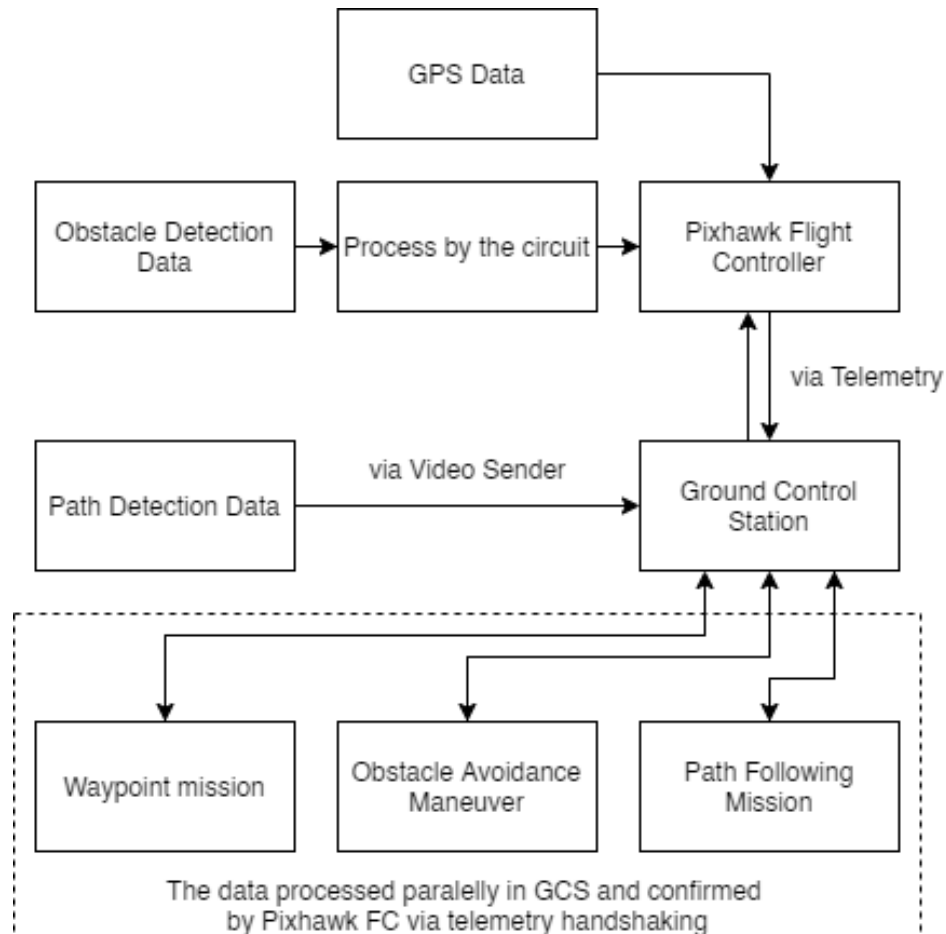 GPS Data
Obstacle Detection
Data
Process by the circuit
Pixhawk Flight
Controller
via Telemetry
Path Detection Data
via Video Sender
Ground Control
Station
Waypoint mission
Obstacle Avoidance
Maneuver
Path Following
Mission
The data processed paralelly in GCS and confirmed
by Pixhawk FC via telemetry handshaking